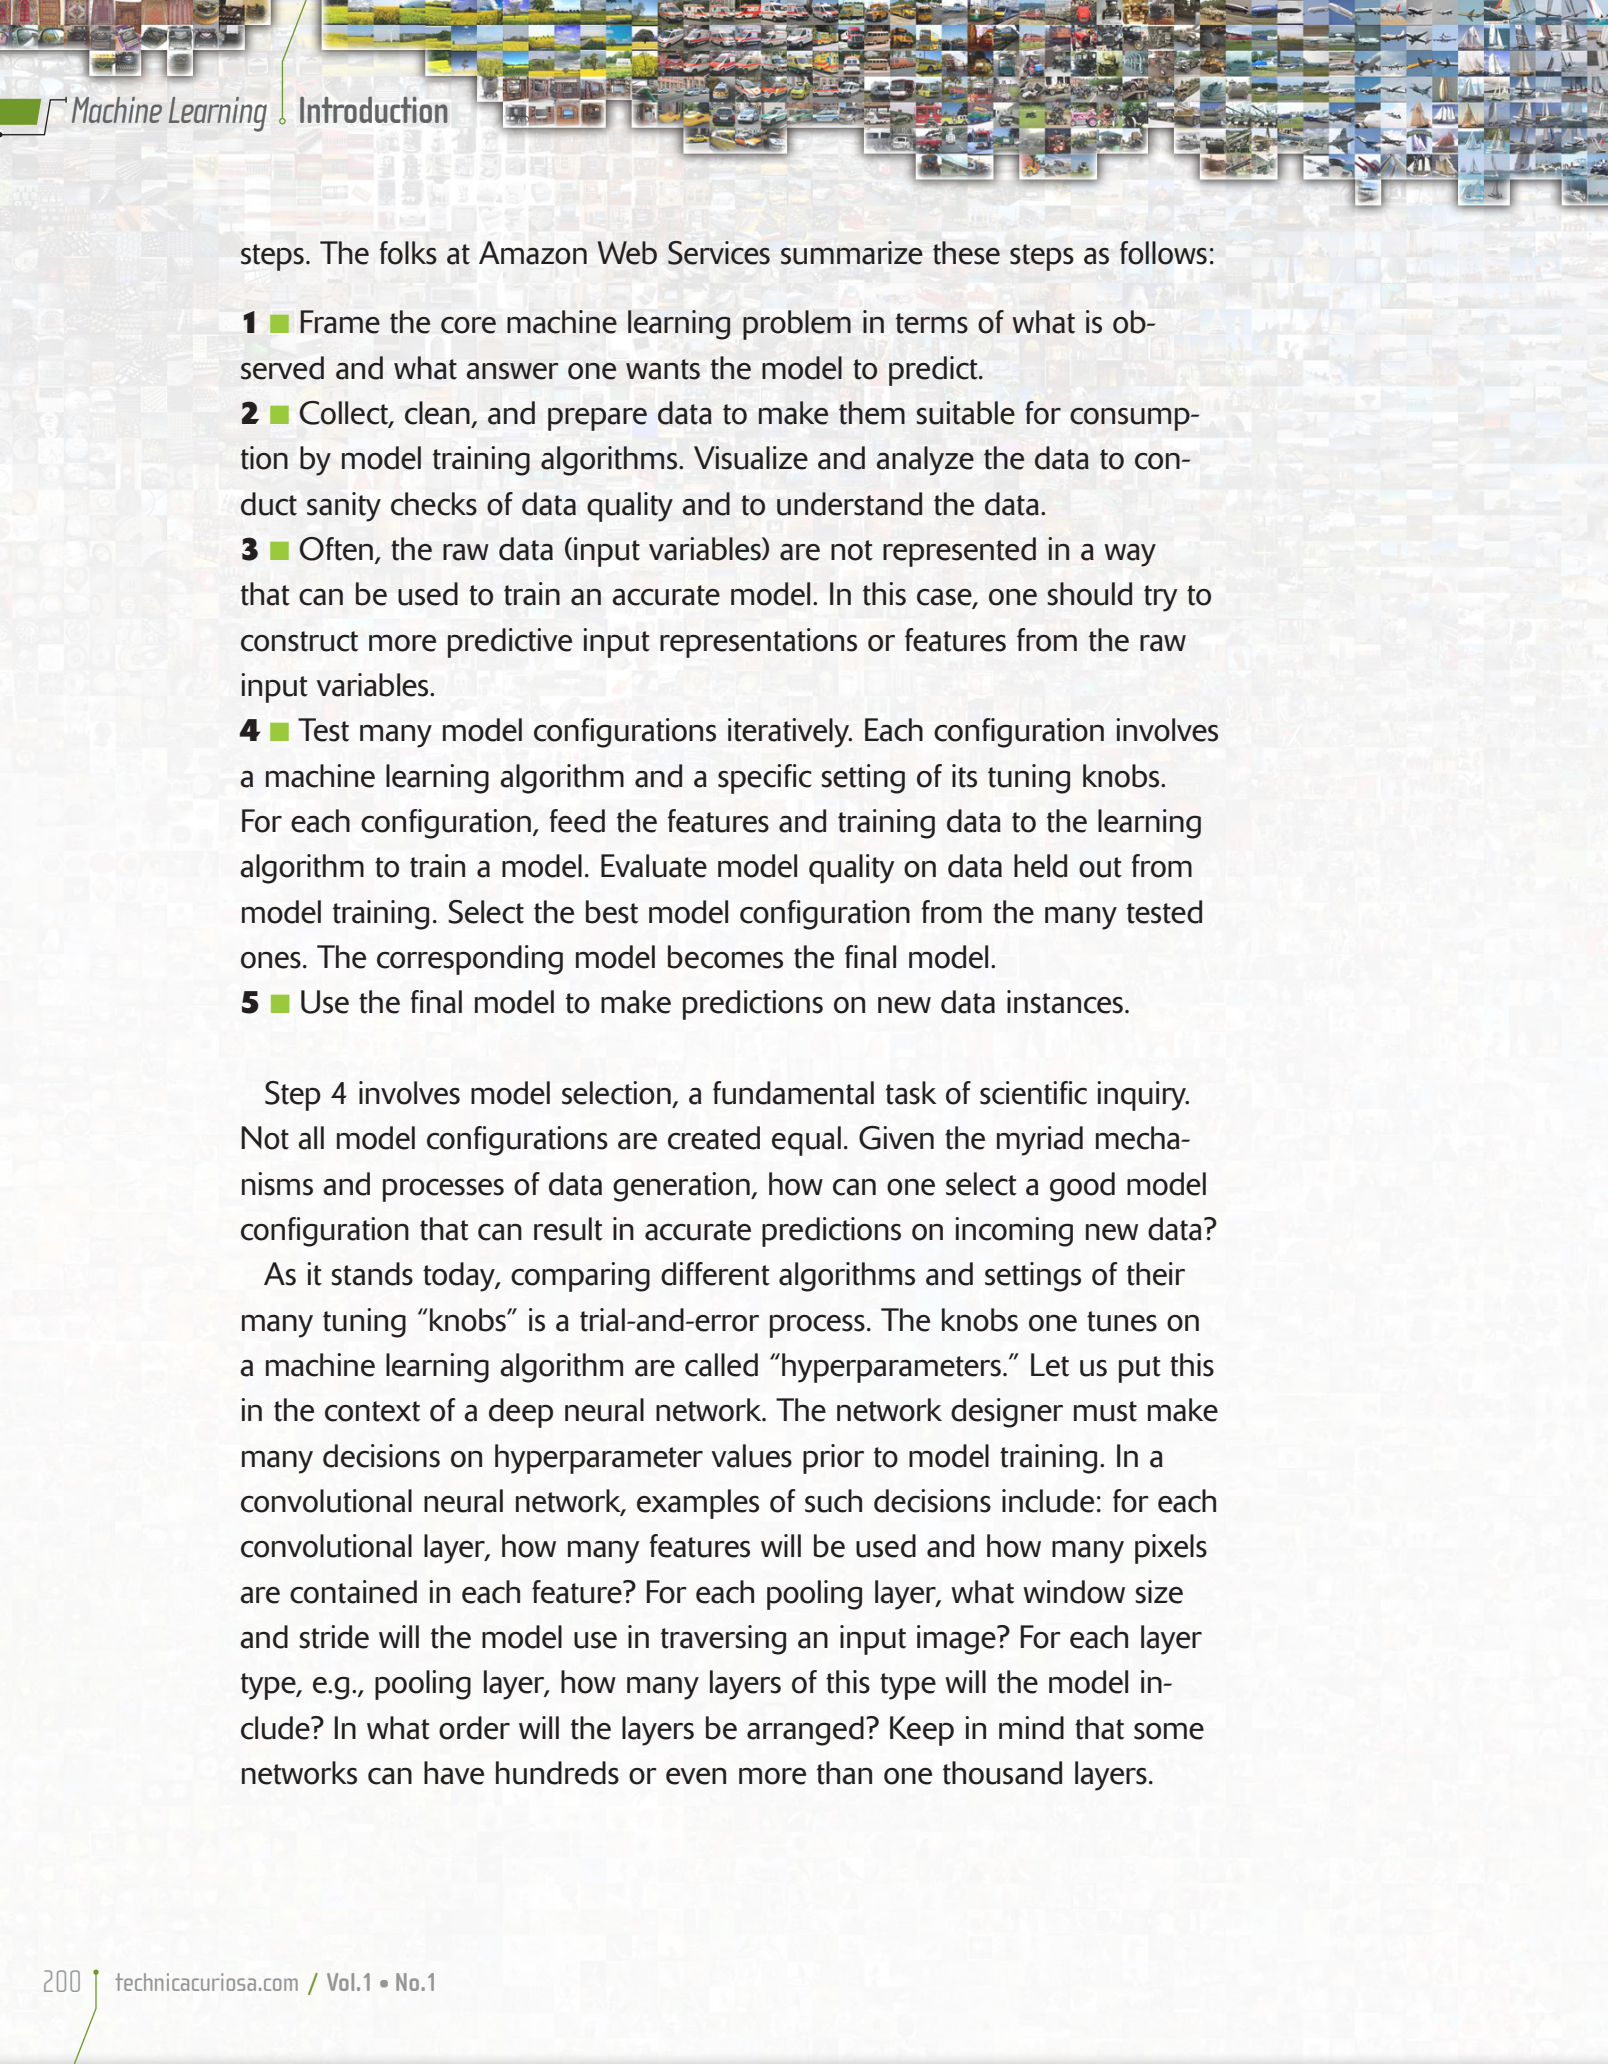 Machine Learning Introduction
steps. The folks at Amazon Web Services summarize these steps as follows:
1 ■ Frame the core machine learning problem in terms of what is ob-
served and what answer one wants the model to predict.
2 ■ Collect, clean, and prepare data to make them suitable for consump-
tion by model training algorithms. Visualize and analyze the data to con-
duct sanity checks of data quality and to understand the data.
3 ■ Often, the raw data (input variables) are not represented in a way
that can be used to train an accurate model. In this case, one should try to
construct more predictive input representations or features from the raw
input variables.
4 ■ Test many model configurations iteratively. Each configuration involves
a machine learning algorithm and a specific setting of its tuning knobs.
For each configuration, feed the features and training data to the learning
algorithm to train a model. Evaluate model quality on data held out from
model training. Select the best model configuration from the many tested
ones. The corresponding model becomes the final model.
5 ■ Use the final model to make predictions on new data instances.
Step 4 involves model selection, a fundamental task of scientific inquiry.
Not all model configurations are created equal. Given the myriad mecha-
nisms and processes of data generation, how can one select a good model
configuration that can result in accurate predictions on incoming new data?
As it stands today, comparing different algorithms and settings of their
many tuning “knobs” is a trial-and-error process. The knobs one tunes on
a machine learning algorithm are called “hyperparameters.” Let us put this
in the context of a deep neural network. The network designer must make
many decisions on hyperparameter values prior to model training. In a
convolutional neural network, examples of such decisions include: for each
convolutional layer, how many features will be used and how many pixels
are contained in each feature? For each pooling layer, what window size
and stride will the model use in traversing an input image? For each layer
type, e.g., pooling layer, how many layers of this type will the model in-
clude? In what order will the layers be arranged? Keep in mind that some
networks can have hundreds or even more than one thousand layers.
200 technicacuriosa.com / Vol.1 • No.1